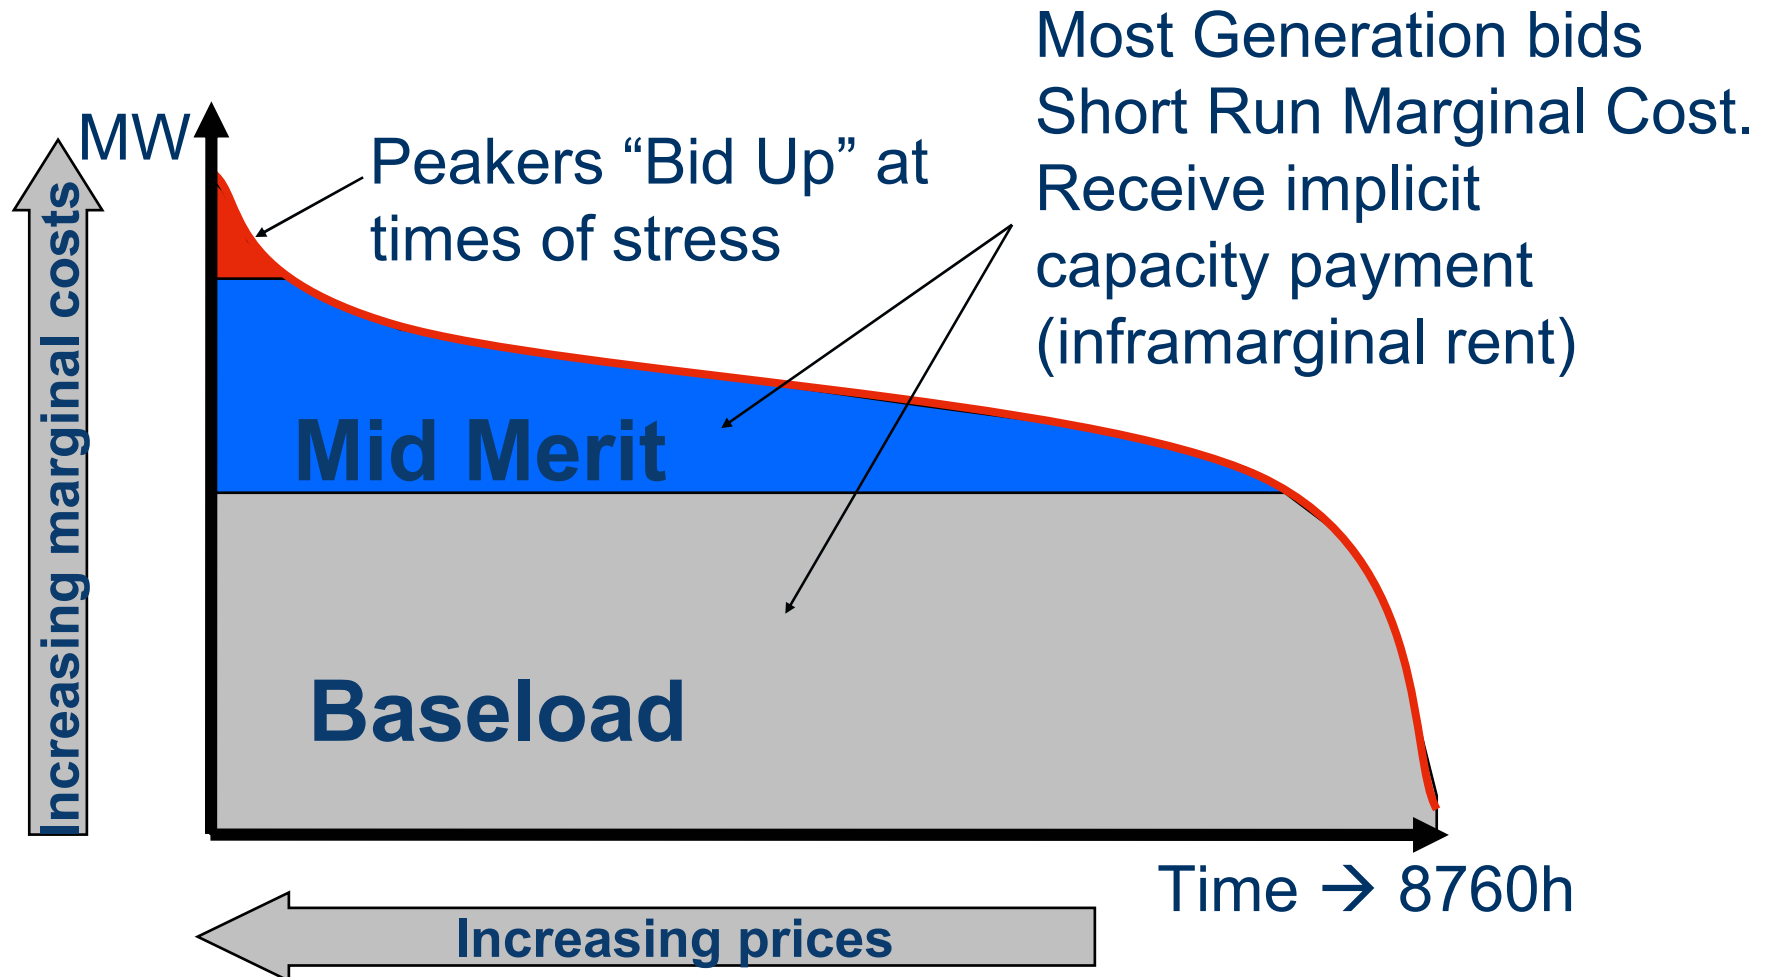 Most Generation bids
Short Run Marginal Cost.
Receive implicit
capacity payment
(inframarginal rent)
MW
Peakers “Bid Up” at
times of stress
Increasing marginal costs
Mid Merit
Baseload
Time → 8760h
Increasing prices